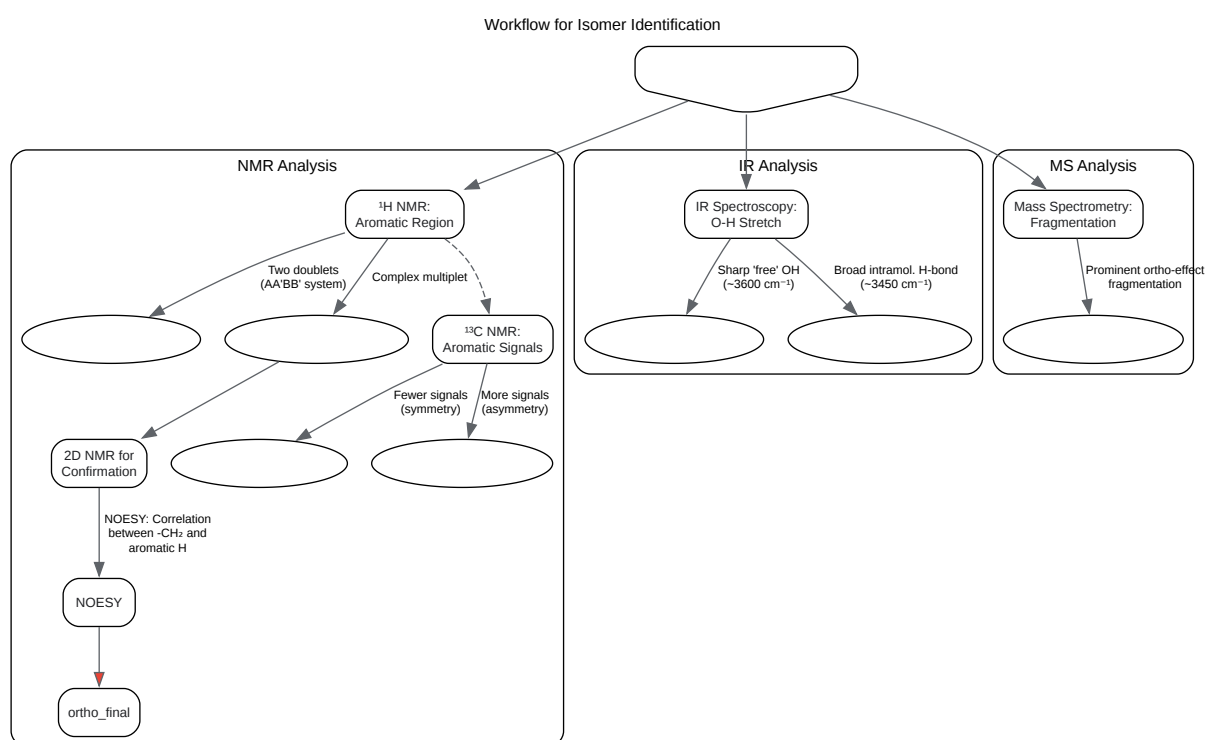 Workflow for Isomer Identification
NMR Analysis
IR Analysis
MS Analysis
¹H NMR:
Aromatic Region
IR Spectroscopy:
O-H Stretch
Mass Spectrometry:
Fragmentation
Two doublets
(AA'BB' system)
Complex multiplet
Sharp 'free' OH
(~3600 cm⁻¹)
Broad intramol. H-bond
(~3450 cm⁻¹)
Prominent ortho-effect
fragmentation
¹³C NMR:
Aromatic Signals
Fewer signals
(symmetry)
More signals
(asymmetry)
2D NMR for
Confirmation
NOESY: Correlation
between -CH₂ and
aromatic H
NOESY
ortho_final